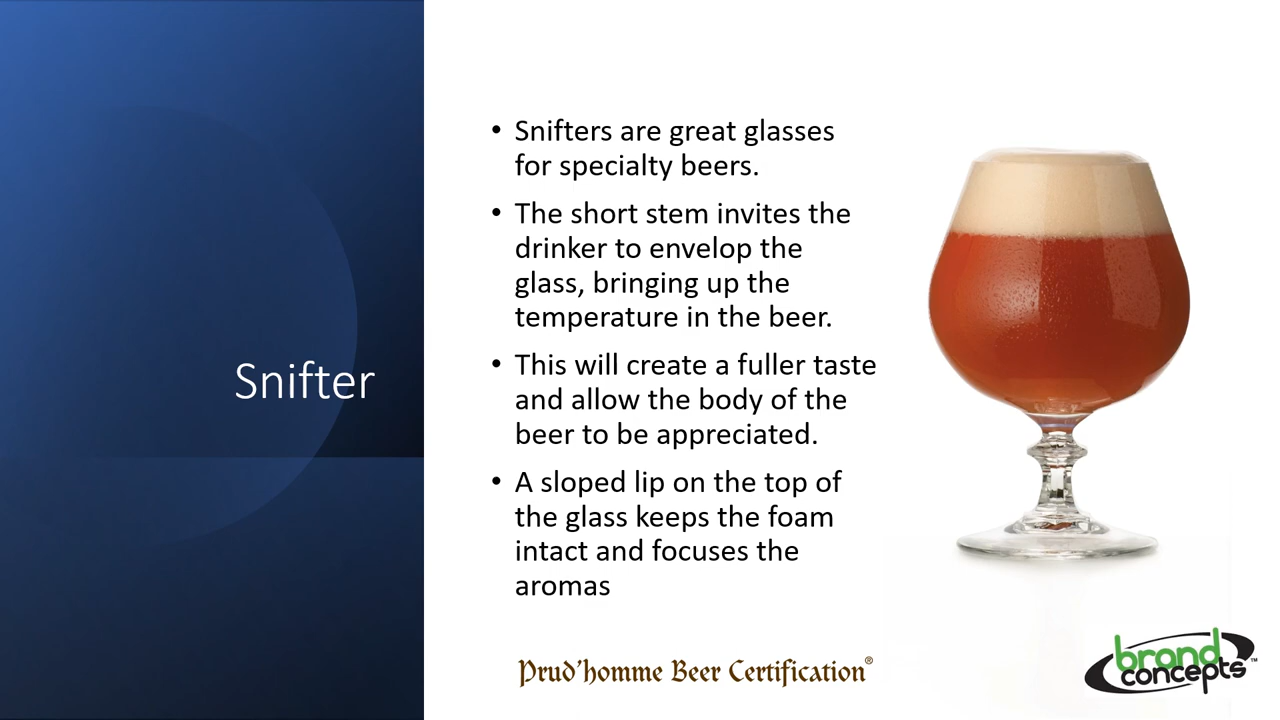 Snifter
• Snifters are great glasses
for specialty beers.
• The short stem invites the
drinker to envelop the
glass, bringing up the
temperature in the beer.
• This will create a fuller taste
and allow the body of the
beer to be appreciated.
• A sloped lip on the top of
the glass keeps the foam
intact and focuses the
aromas
Prud'homme Beer Certification®
brand
concepts™